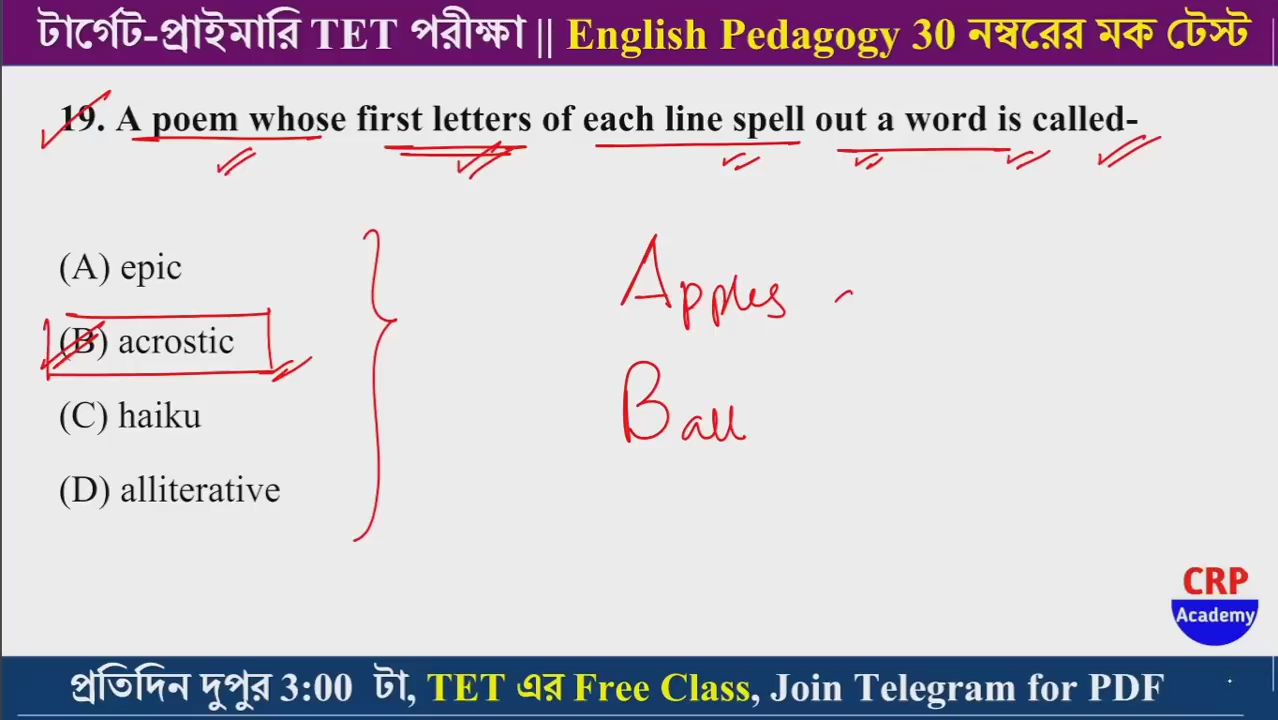 টার্গেট-প্রাইমারি TET পরীক্ষা || English Pedagogy 30 নম্বরের মক টেস্ট
19. A poem whose first letters of each line spell out a word is called-
(A) epic
(B) acrostic
(C) haiku
(D) alliterative
Apples
Ball
CRP
Academy
প্রতিদিন দুপুর 3:00 টা, TET এর Free Class, Join Telegram for PDF